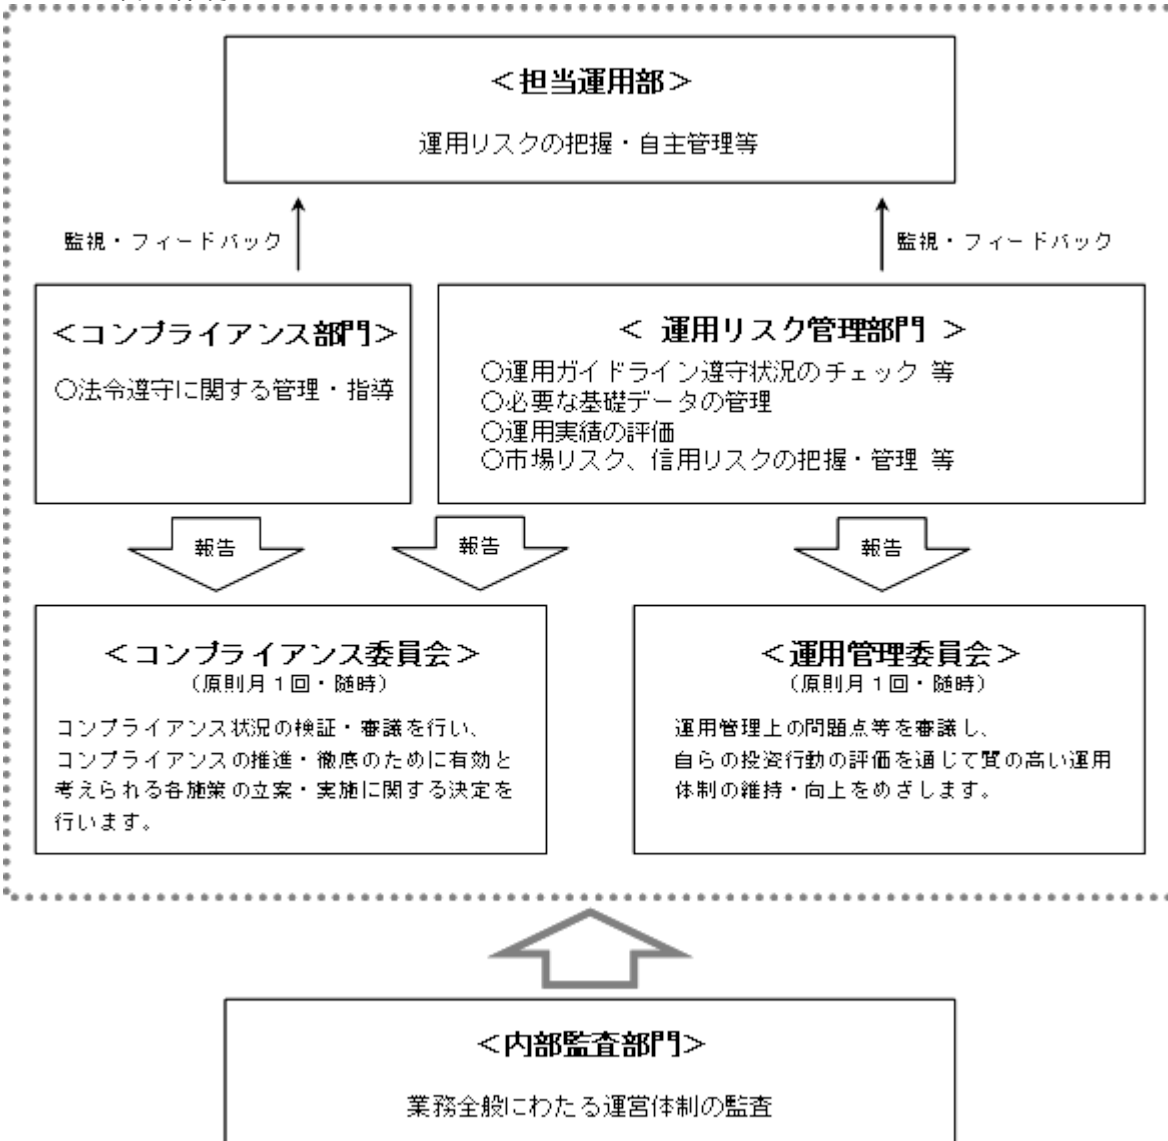 ＜担当運用部＞
運用リスクの把握・自主管理等
監視・フィードバック
監視・フィードバック
＜コンプライアンス部門＞
○法令遵守に関する管理・指導
＜ 運用リスク管理部門 ＞
○運用ガイドライン遵守状況のチェック 等
○必要な基礎データの管理
○運用実績の評価
○市場リスク、信用リスクの把握・管理 等
報告
報告
報告
＜コンプライアンス委員会＞
（原則月１回・随時）
コンプライアンス状況の検証・審議を行い、
コンプライアンスの推進・徹底のために有効と
考えられる各施策の立案・実施に関する決定を
行います。
＜運用管理委員会＞
（原則月１回・随時）
運用管理上の問題点等を審議し、
自らの投資行動の評価を通じて質の高い運用
体制の維持・向上をめざします。
＜内部監査部門＞
業務全般にわたる運営体制の監査